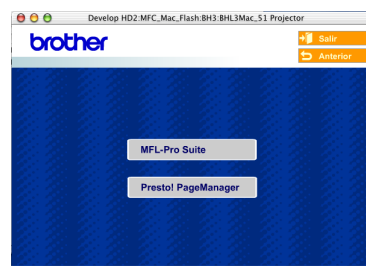 Develop HD2:MFC_Mac_Flash:BH3:BHL3Mac_S1 Projector
brother
Salir
Anterior
MFL-Pro Suite
Presto! PageManager